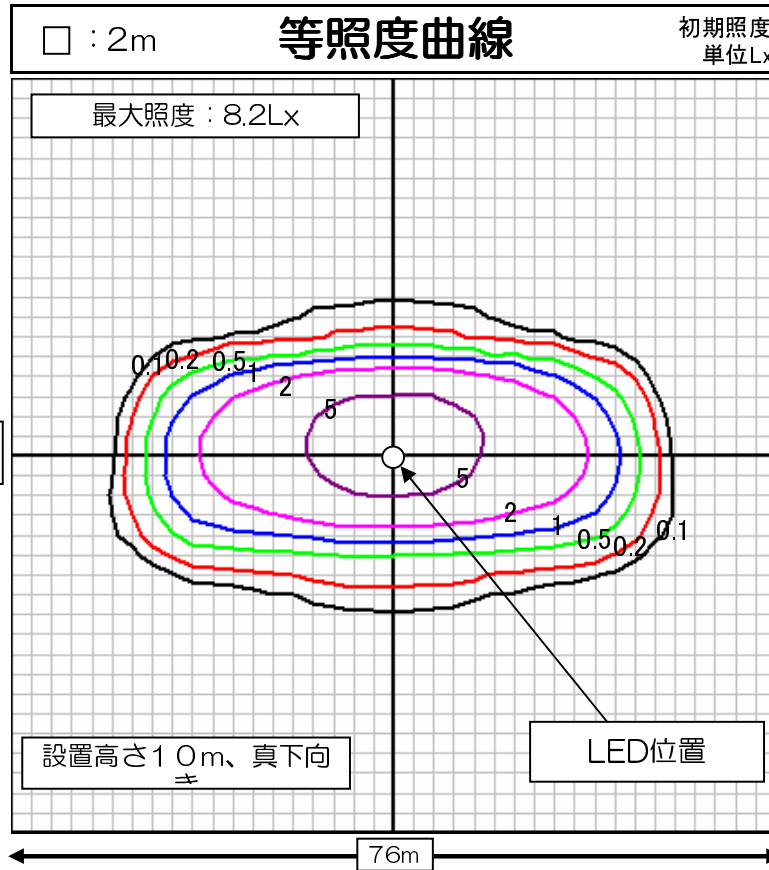 □：2m
等照度曲線
初期照度
単位Lx
最大照度：8.2Lx
0.1
0.2
0.5
1
2
5
5
2
1
0.5
0.2
0.1
設置高さ１０m、真下向
き
LED位置
76m